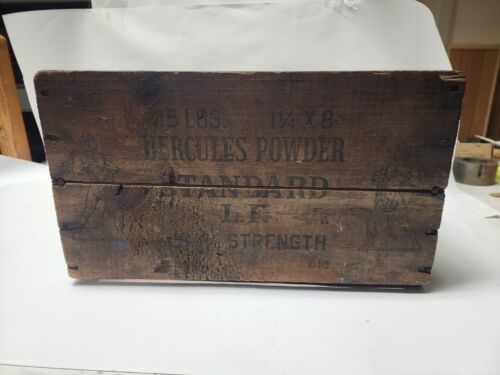 25 LBS. 1¼ X 8
HERCULES POWDER
STANDARD
L.F.
STRENGTH